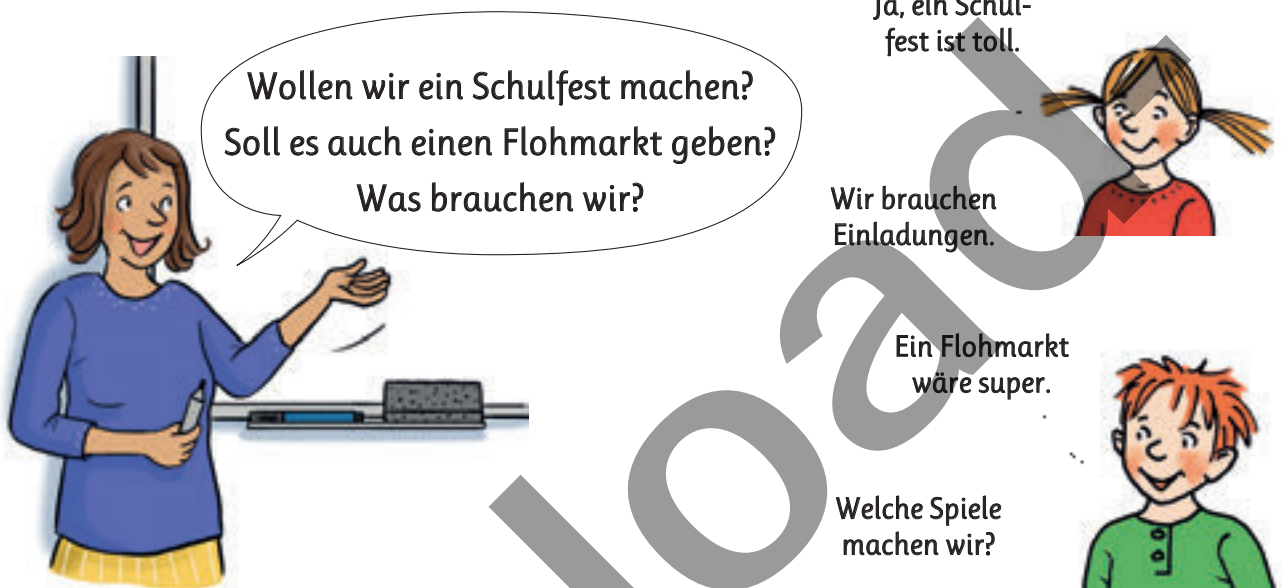 Wollen wir ein Schulfest machen?
Soll es auch einen Flohmarkt geben?
Was brauchen wir?
Ja, ein Schul-
fest ist toll.
Wir brauchen
Einladungen.
Ein Flohmarkt
wäre super.
Welche Spiele
machen wir?
load